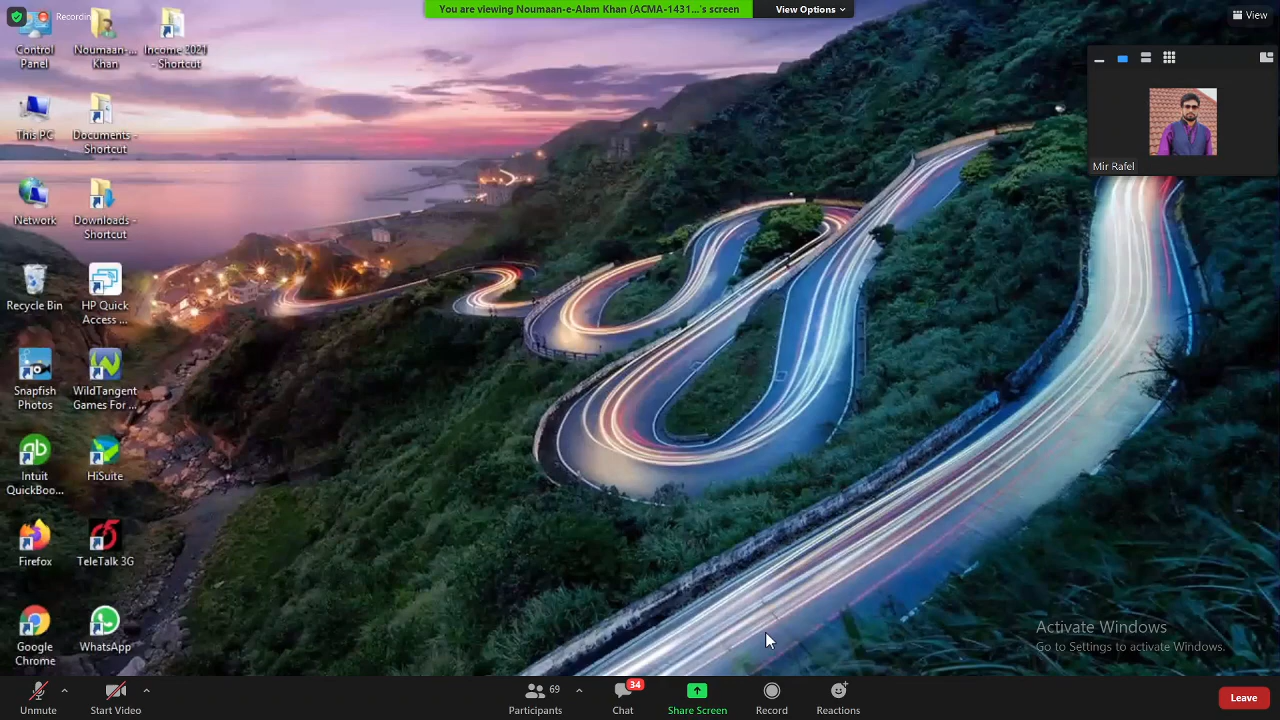 You are viewing Noumaan-e-Alam Khan (ACMA-1431...'s screen
View Options
View
Control
Panel
Noumaan-...
Khan
Income 2021
- Shortcut
This PC
Documents -
Shortcut
Network
Downloads -
Shortcut
Recycle Bin
HP Quick
Access ...
Snapfish
Photos
WildTangent
Games For ...
Intuit
QuickBoo...
HiSuite
Firefox
TeleTalk 3G
Google
Chrome
WhatsApp
Mir Rafel
Activate Windows
Go to Settings to activate Windows.
Unmute
Start Video
69
Participants
34
Chat
Share Screen
Record
Reactions
Leave